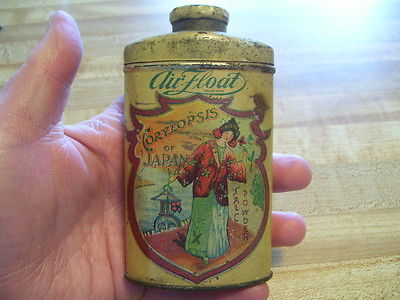 Air-Float
CORYLOPSIS
OF
JAPAN
TALC
POWDER